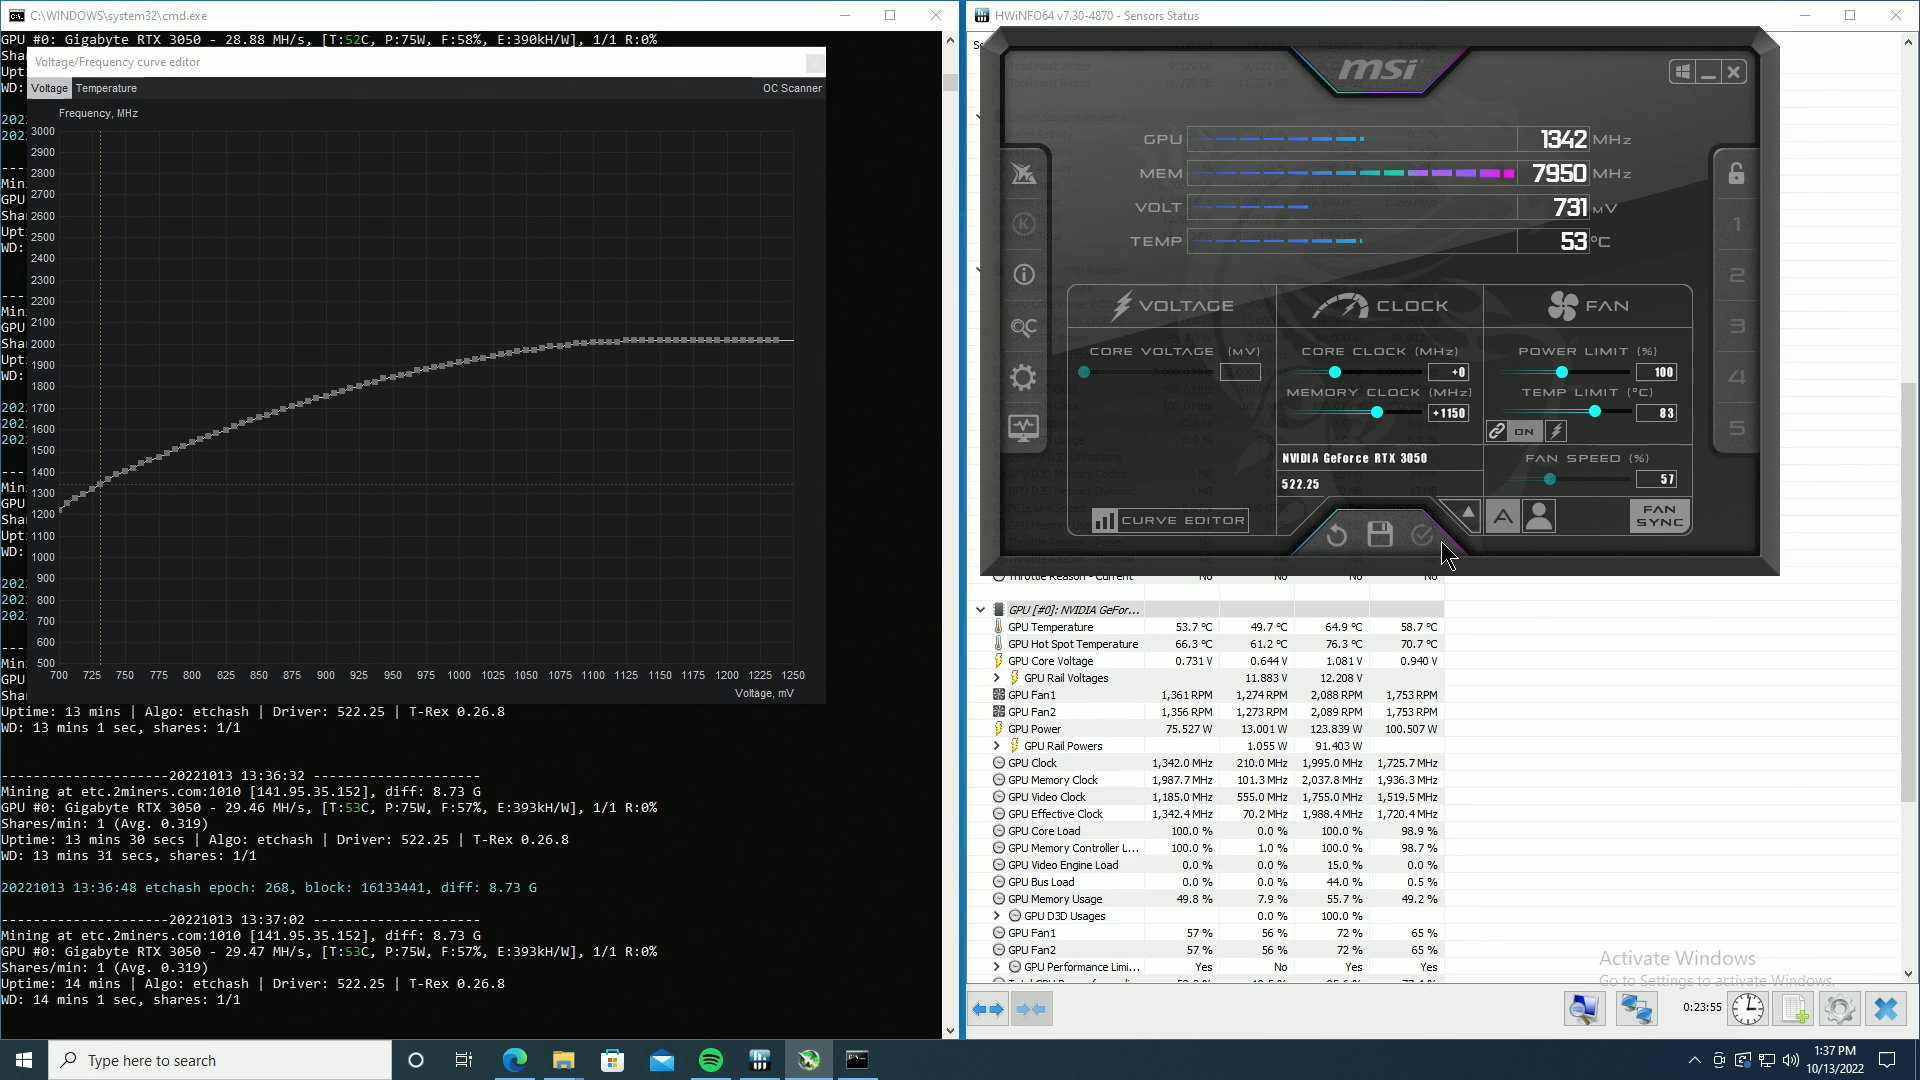 C:\WINDOWS\system32\cmd.exe
GPU #0: Gigabyte RTX 3050 - 28.88 MH/s, [T:52C, P:75W, F:58%, E:390kH/W], 1/1 R:0%
Voltage/Frequency curve editor
Voltage Temperature OC Scanner
Frequency, MHz
3000
2900
2800
2700
2600
2500
2400
2300
2200
2100
2000
1900
1800
1700
1600
1500
1400
1300
1200
1100
1000
900
800
700
600
500
700 725 750 775 800 825 850 875 900 925 950 975 1000 1025 1050 1075 1100 1125 1150 1175 1200 1225 1250
Voltage, mV
Uptime: 13 mins | Algo: etchash | Driver: 522.25 | T-Rex 0.26.8
WD: 13 mins 1 sec, shares: 1/1
---------------------20221013 13:36:32 ---------------------
Mining at etc.2miners.com:1010 [141.95.35.152], diff: 8.73 G
GPU #0: Gigabyte RTX 3050 - 29.46 MH/s, [T:53C, P:75W, F:57%, E:393kH/W], 1/1 R:0%
Shares/min: 1 (Avg. 0.319)
Uptime: 13 mins 30 secs | Algo: etchash | Driver: 522.25 | T-Rex 0.26.8
WD: 13 mins 31 secs, shares: 1/1
20221013 13:36:48 etchash epoch: 268, block: 16133441, diff: 8.73 G
---------------------20221013 13:37:02 ---------------------
Mining at etc.2miners.com:1010 [141.95.35.152], diff: 8.73 G
GPU #0: Gigabyte RTX 3050 - 29.47 MH/s, [T:53C, P:75W, F:57%, E:393kH/W], 1/1 R:0%
Shares/min: 1 (Avg. 0.319)
Uptime: 14 mins | Algo: etchash | Driver: 522.25 | T-Rex 0.26.8
WD: 14 mins 1 sec, shares: 1/1
HWiNFO64 v7.30-4870 - Sensors Status
msi
GPU 1342 MHz
MEM 7950 MHz
VOLT 731 mV
TEMP 53 °C
VOLTAGE CLOCK FAN
CORE VOLTAGE (MV)
CORE CLOCK (MHz) +0
MEMORY CLOCK (MHz) +1150
POWER LIMIT (%) 100
TEMP LIMIT (°C) 83
ON
NVIDIA GeForce RTX 3050
522.25
FAN SPEED (%) 57
CURVE EDITOR
A
FAN SYNC
K
OC
1
2
3
4
5
Throttle Reason - Current No No No No
GPU [#0]: NVIDIA GeFor...
GPU Temperature 53.7 °C 49.7 °C 64.9 °C 58.7 °C
GPU Hot Spot Temperature 66.3 °C 61.2 °C 76.3 °C 70.7 °C
GPU Core Voltage 0.731 V 0.644 V 1.081 V 0.940 V
GPU Rail Voltages 11.883 V 12.208 V
GPU Fan1 1,361 RPM 1,274 RPM 2,088 RPM 1,753 RPM
GPU Fan2 1,356 RPM 1,273 RPM 2,089 RPM 1,753 RPM
GPU Power 75.527 W 13.001 W 123.839 W 100.507 W
GPU Rail Powers 1.055 W 91.403 W
GPU Clock 1,342.0 MHz 210.0 MHz 1,995.0 MHz 1,725.7 MHz
GPU Memory Clock 1,987.7 MHz 101.3 MHz 2,037.8 MHz 1,936.3 MHz
GPU Video Clock 1,185.0 MHz 555.0 MHz 1,755.0 MHz 1,519.5 MHz
GPU Effective Clock 1,342.4 MHz 70.2 MHz 1,988.4 MHz 1,720.4 MHz
GPU Core Load 100.0 % 0.0 % 100.0 % 98.9 %
GPU Memory Controller L... 100.0 % 1.0 % 100.0 % 98.7 %
GPU Video Engine Load 0.0 % 0.0 % 15.0 % 0.0 %
GPU Bus Load 0.0 % 0.0 % 44.0 % 0.5 %
GPU Memory Usage 49.8 % 7.9 % 55.7 % 49.2 %
GPU D3D Usages 0.0 % 100.0 %
GPU Fan1 57 % 56 % 72 % 65 %
GPU Fan2 57 % 56 % 72 % 65 %
GPU Performance Limi... Yes No Yes Yes
Activate Windows
Go to Settings to activate Windows.
0:23:55
Type here to search
1:37 PM
10/13/2022